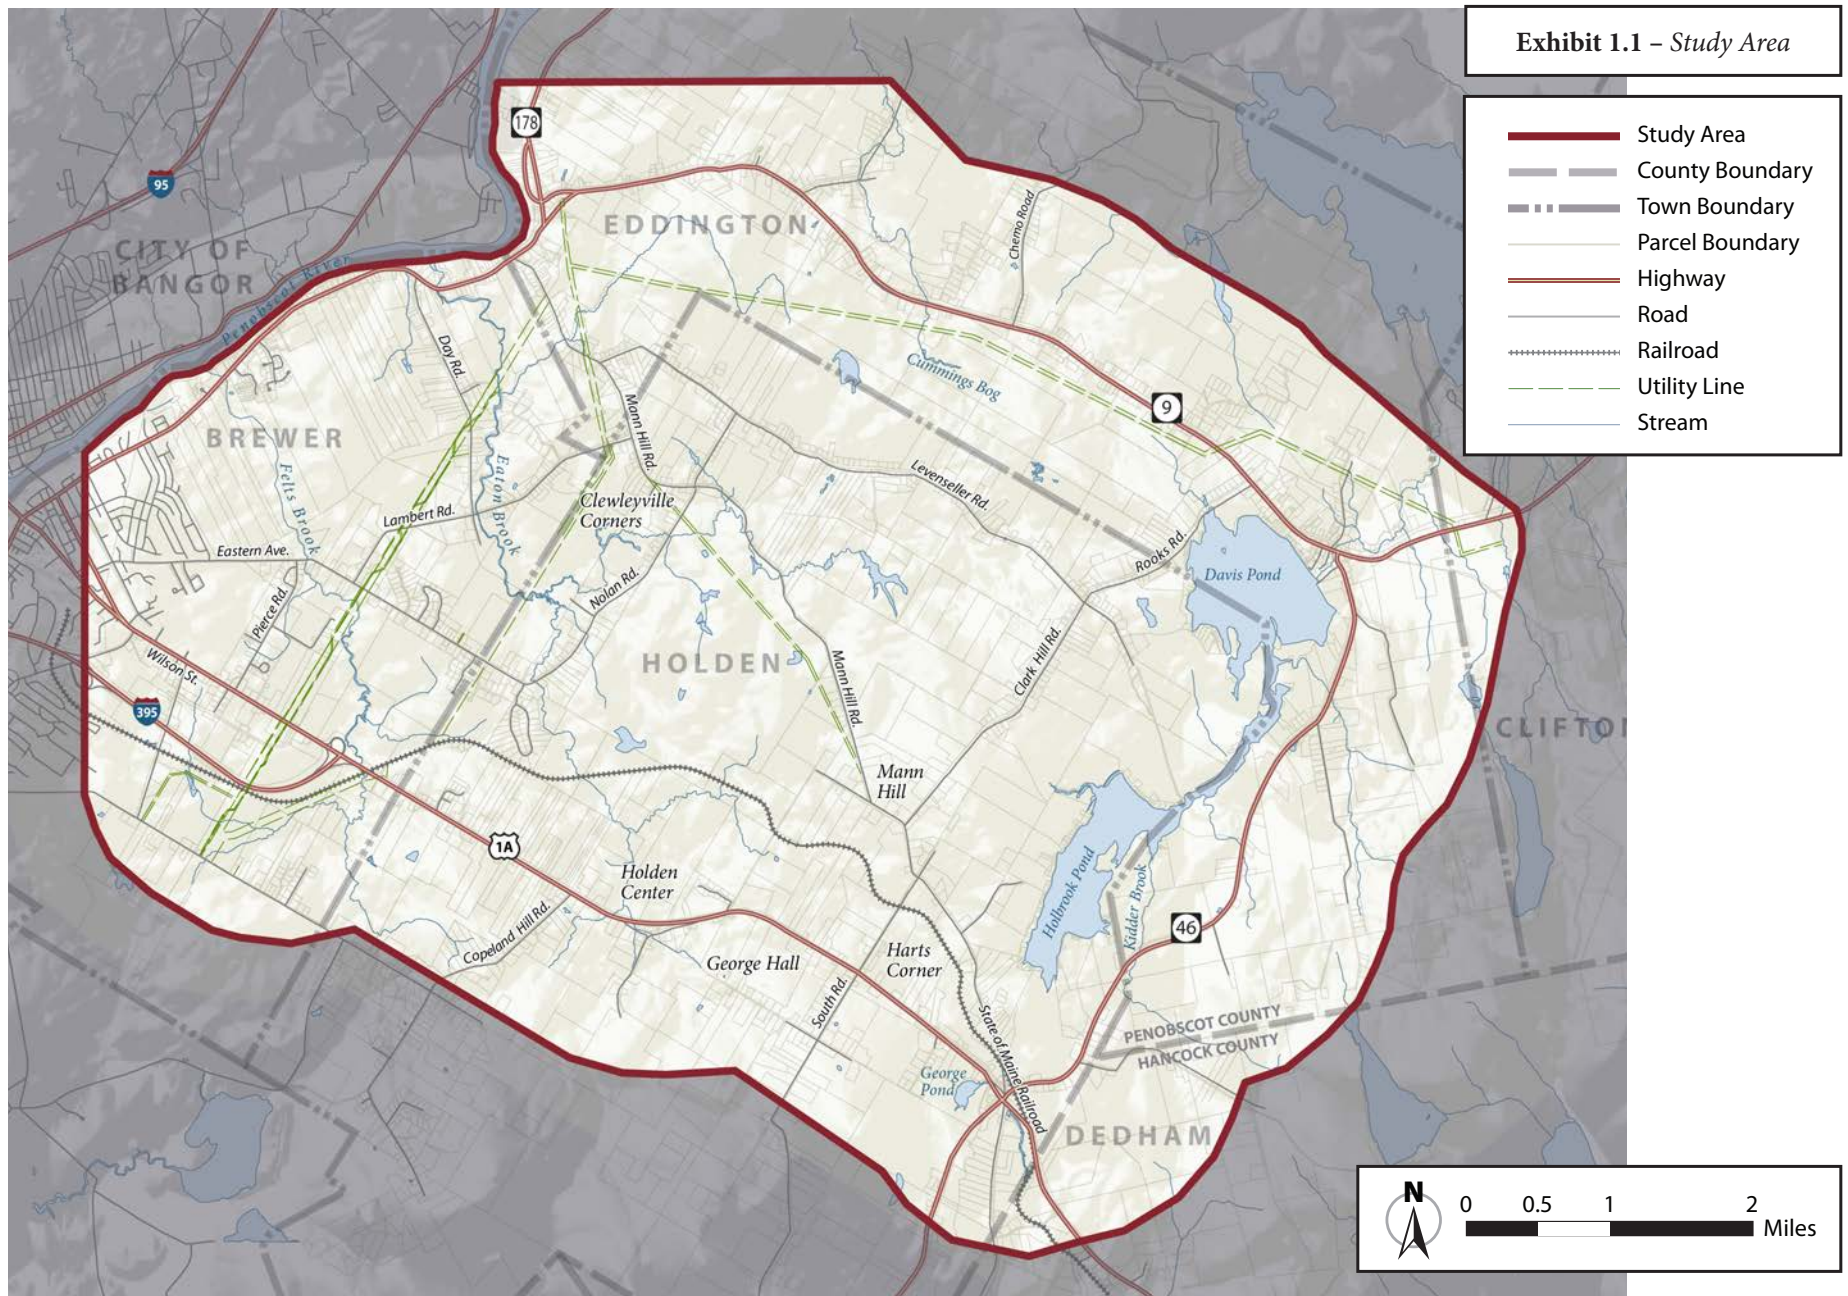 Exhibit 1.1 – Study Area
Study Area
County Boundary
Town Boundary
Parcel Boundary
Highway
Road
Railroad
Utility Line
Stream
178
95
EDDINGTON
Chemo Road
CITY OF
BANGOR
Penobscot River
Day Rd.
Cummings Bog
9
Mann Hill Rd.
BREWER
Felts Brook
Eaton Brook
Levenseller Rd.
Clewleyville
Corners
Lambert Rd.
Eastern Ave.
Rooks Rd.
Davis Pond
Nolan Rd.
Pierce Rd.
Wilson St.
HOLDEN
Mann Hill Rd.
Clark Hill Rd.
395
CLIFTON
Mann
Hill
1A
Holden
Center
Holbrook Pond
Kidder Brook
46
Copeland Hill Rd.
George Hall
Harts
Corner
South Rd.
State of Maine Railroad
PENOBSCOT COUNTY
HANCOCK COUNTY
George
Pond
DEDHAM
N
0 0.5 1 2
Miles